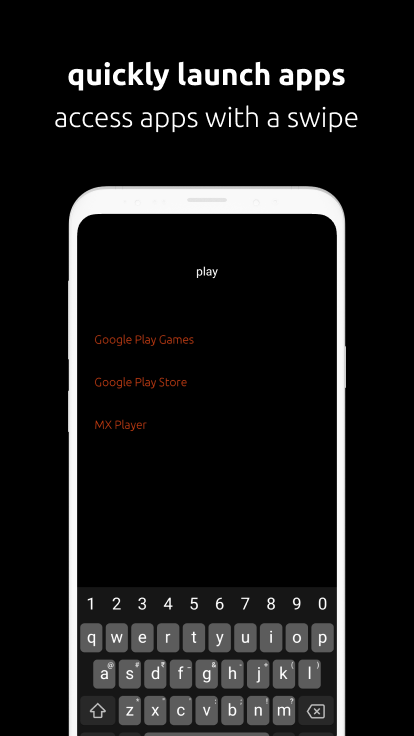 quickly launch apps
access apps with a swipe
play
Google Play Games
Google Play Store
MX Player
1 2 3 4 5 6 7 8 9 0
q w e r t y u i o p
a @ s # d ₹ f _ g & h - j + k ( l )
z * x " c ' v : b ; n ! m ?